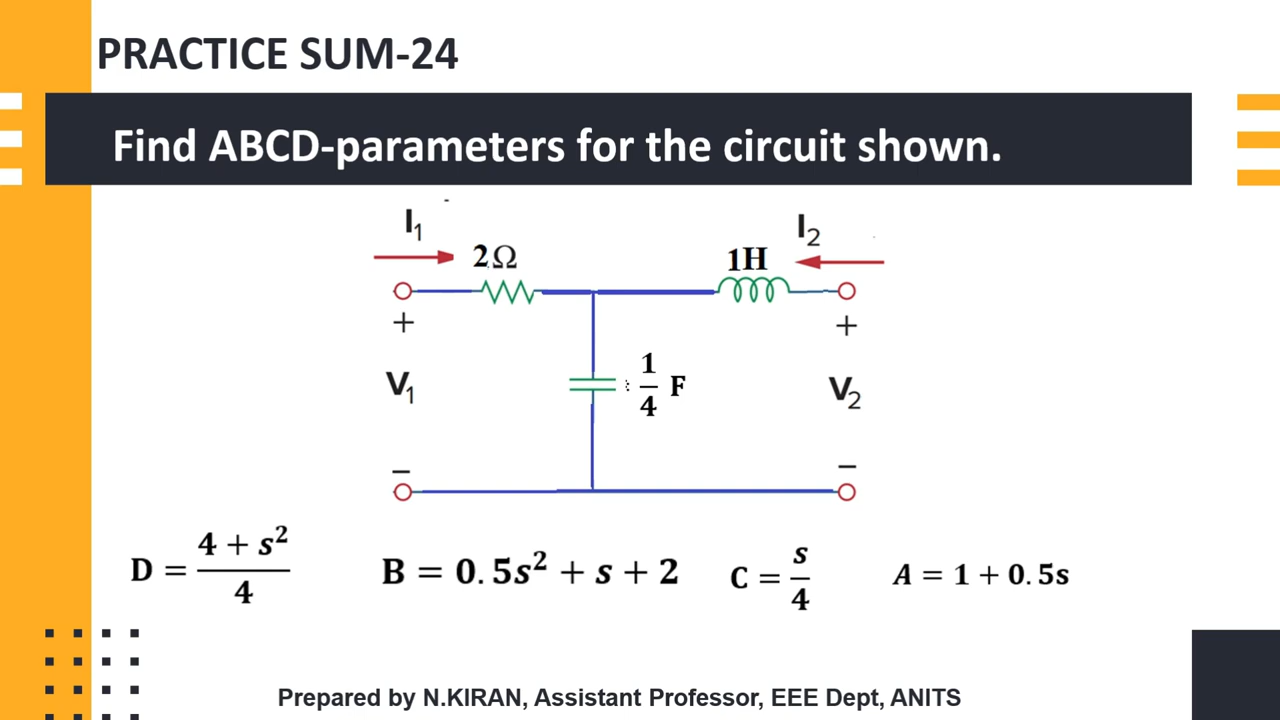 PRACTICE SUM-24
Find ABCD-parameters for the circuit shown.
I₁
I₂
2Ω
1H
+
+
V₁
1/4 F
V₂
−
−
D = (4 + s²)/4
B = 0.5s² + s + 2
C = s/4
A = 1 + 0.5s
Prepared by N.KIRAN, Assistant Professor, EEE Dept, ANITS